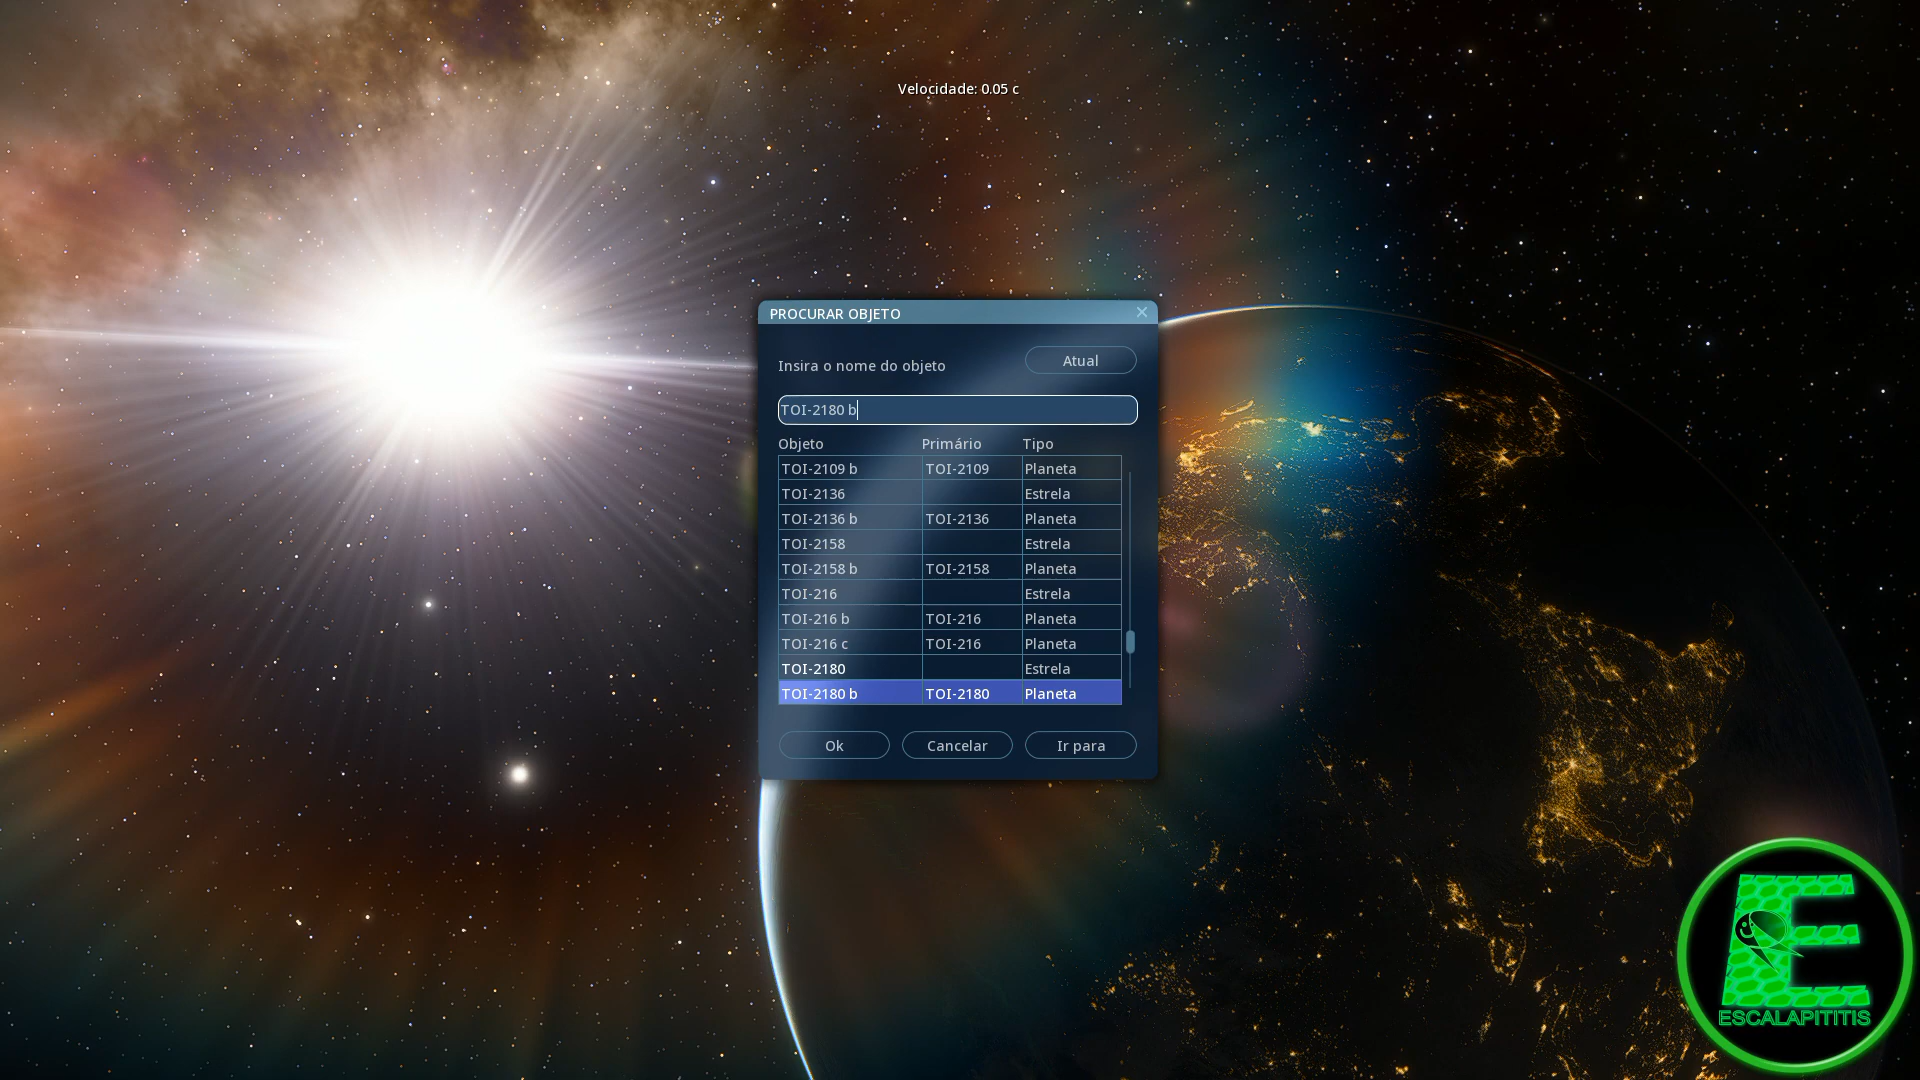 Velocidade: 0.05 c
PROCURAR OBJETO
Insira o nome do objeto
Atual
TOI-2180 b
Objeto Primário Tipo
TOI-2109 b TOI-2109 Planeta
TOI-2136 Estrela
TOI-2136 b TOI-2136 Planeta
TOI-2158 Estrela
TOI-2158 b TOI-2158 Planeta
TOI-216 Estrela
TOI-216 b TOI-216 Planeta
TOI-216 c TOI-216 Planeta
TOI-2180 Estrela
TOI-2180 b TOI-2180 Planeta
Ok Cancelar Ir para
E
ESCALAPITITIS